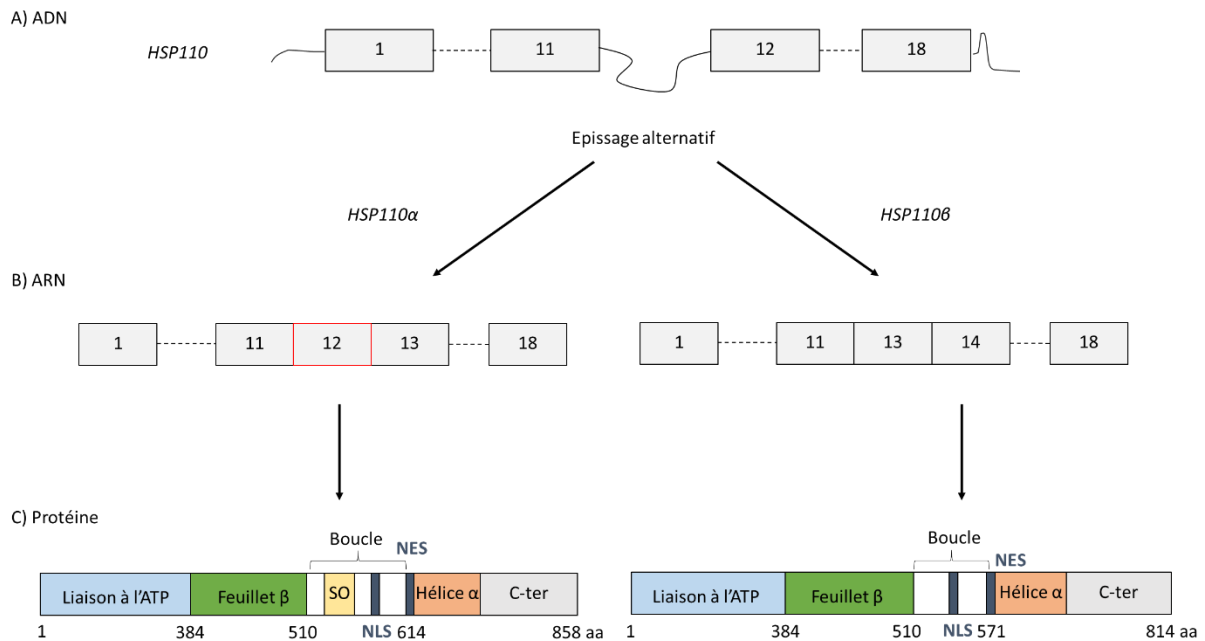 A) ADN
HSP110
1
11
12
18
Epissage alternatif
HSP110α
HSP110β
B) ARN
1
11
12
13
18
1
11
13
14
18
C) Protéine
Boucle
NES
Liaison à l'ATP
Feuillet β
SO
Hélice α
C-ter
1
384
510
NLS
614
858 aa
Boucle
NES
Liaison à l'ATP
Feuillet β
Hélice α
C-ter
1
384
510
NLS
571
814 aa